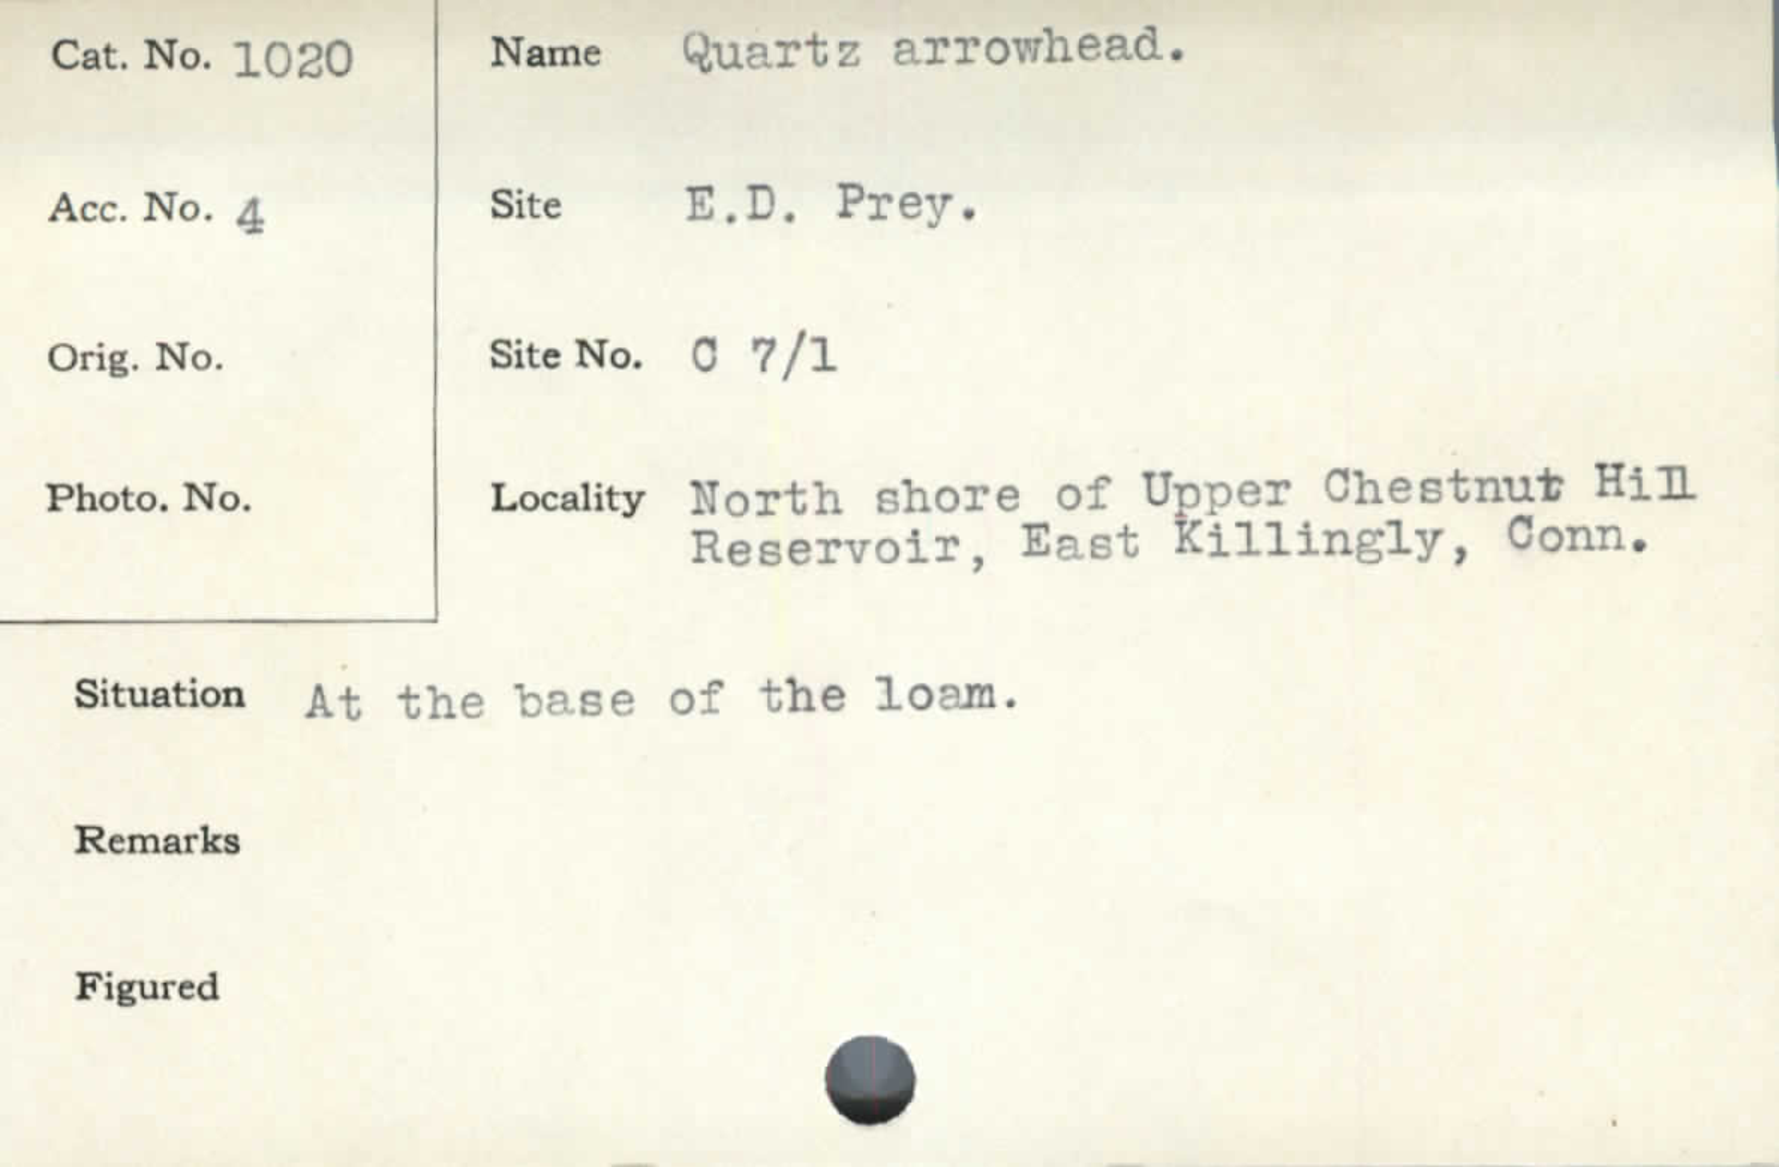 Cat. No. 1020
Acc. No. 4
Orig. No.
Photo. No.
Name Quartz arrowhead.
Site E.D. Prey.
Site No. C 7/1
Locality North shore of Upper Chestnut Hill
Reservoir, East Killingly, Conn.
Situation At the base of the loam.
Remarks
Figured